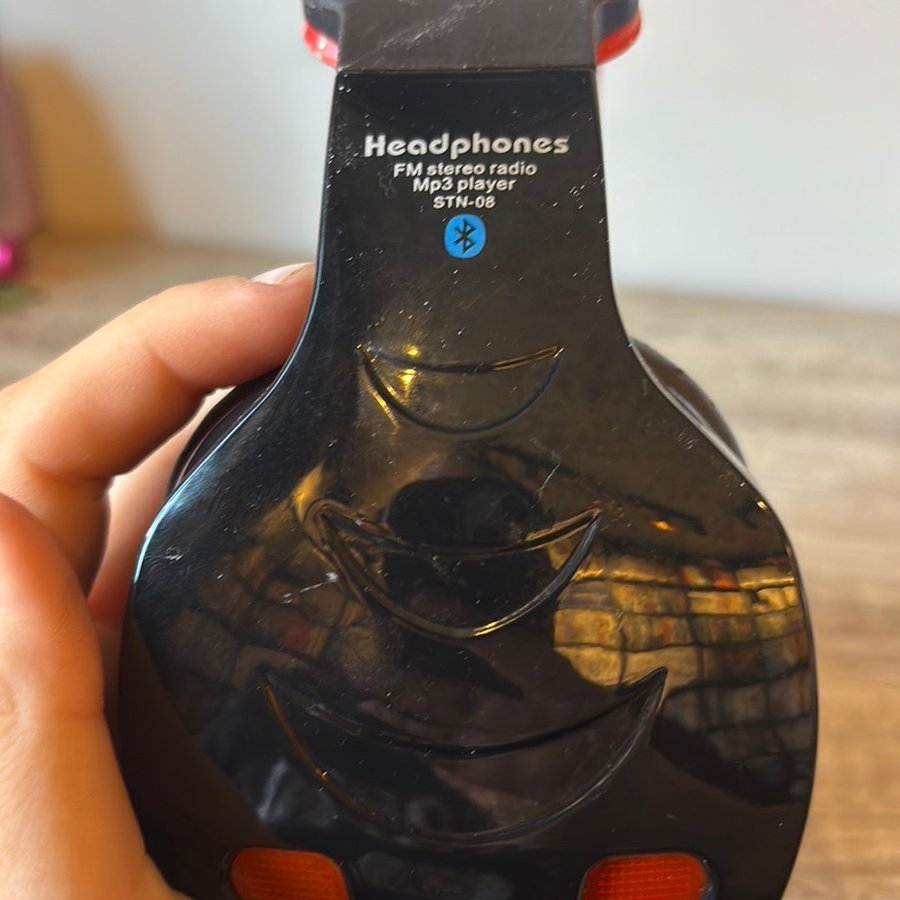 Headphones
FM stereo radio
Mp3 player
STN-08